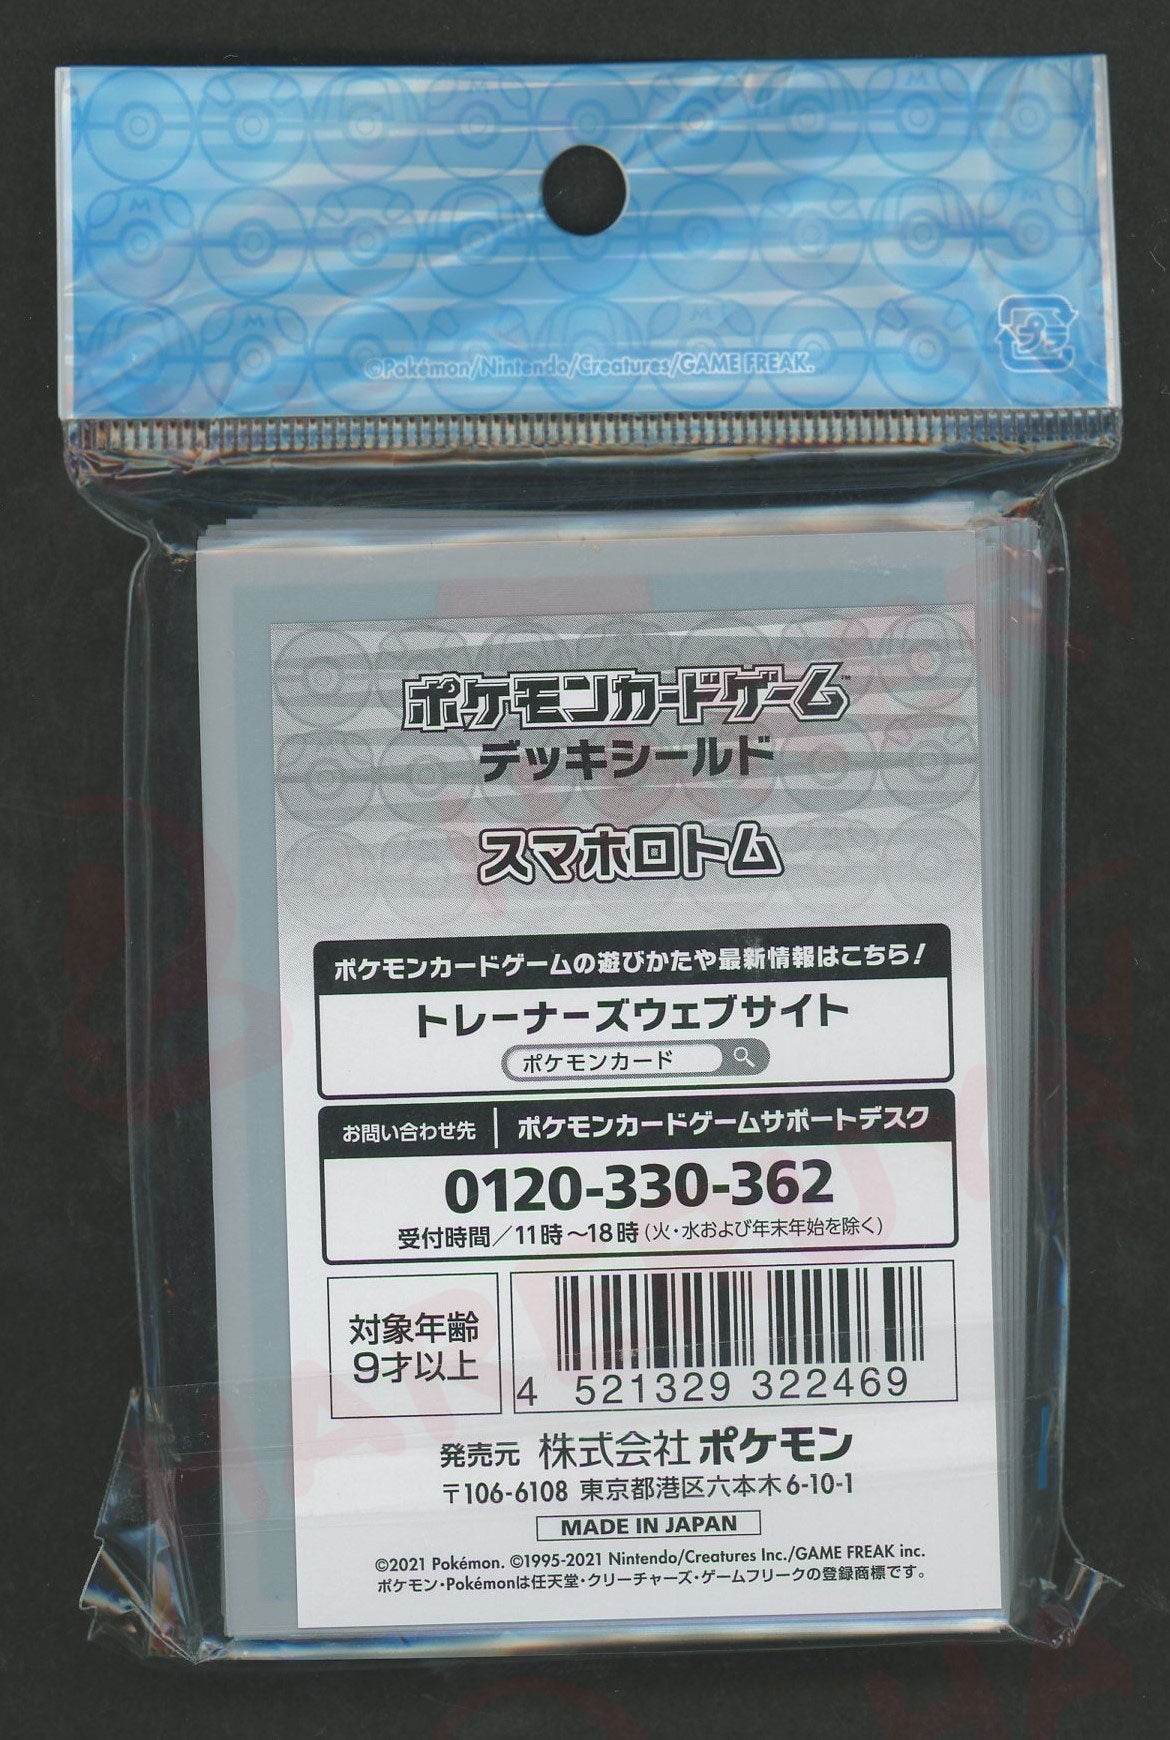 ©Pokémon/Nintendo/Creatures/GAME FREAK.
プラ
ポケモンカードゲーム™
デッキシールド
スマホロトム
ポケモンカードゲームの遊びかたや最新情報はこちら!
トレーナーズウェブサイト
ポケモンカード
お問い合わせ先 ポケモンカードゲームサポートデスク
0120-330-362
受付時間/11時〜18時(火・水および年末年始を除く)
対象年齢
9才以上
4 521329 322469
発売元 株式会社ポケモン
〒106-6108 東京都港区六本木6-10-1
MADE IN JAPAN
©2021 Pokémon. ©1995-2021 Nintendo/Creatures Inc./GAME FREAK inc.
ポケモン・Pokémonは任天堂・クリーチャーズ・ゲームフリークの登録商標です。